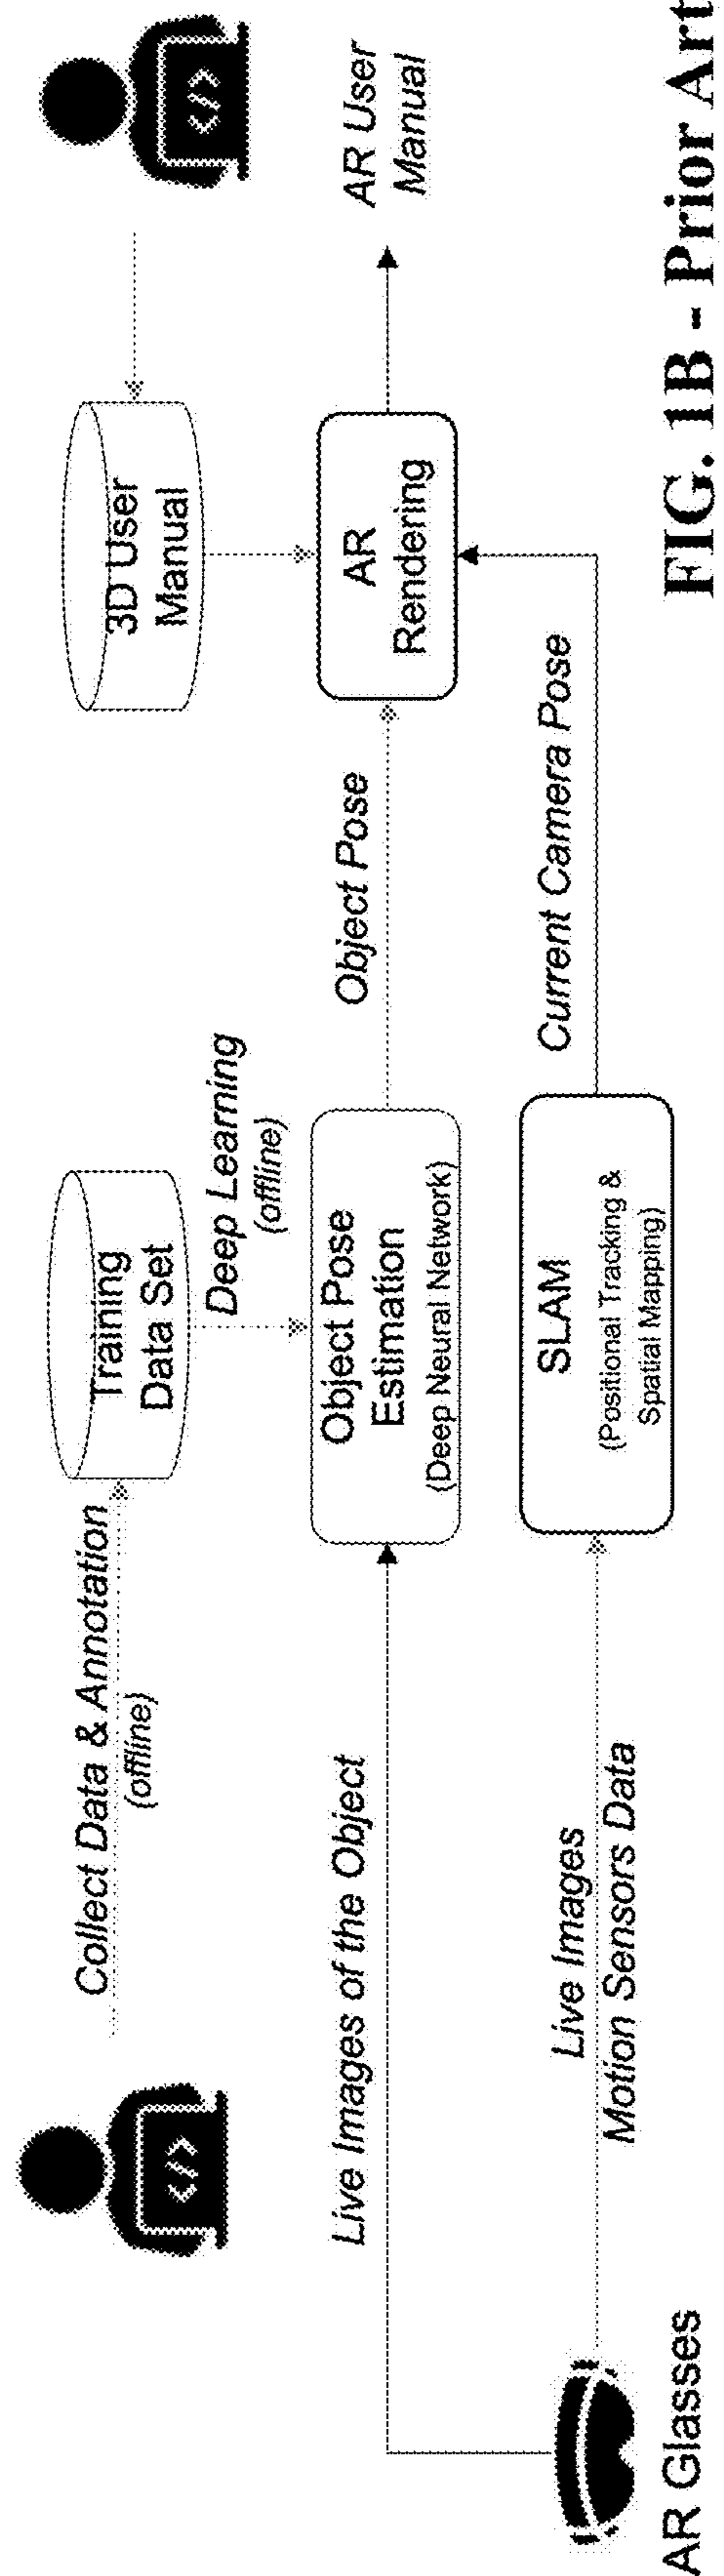 Collect Data & Annotation
(offline)
Training
Data Set
Deep Learning
(offline)
3D User
Manual
</>
</>
Live Images of the Object
Object Pose
Estimation
(Deep Neural Network)
Object Pose
AR
Rendering
AR User
Manual
Live Images
Motion Sensors Data
SLAM
(Positional Tracking &
Spatial Mapping)
Current Camera Pose
AR Glasses
FIG. 1B - Prior Art